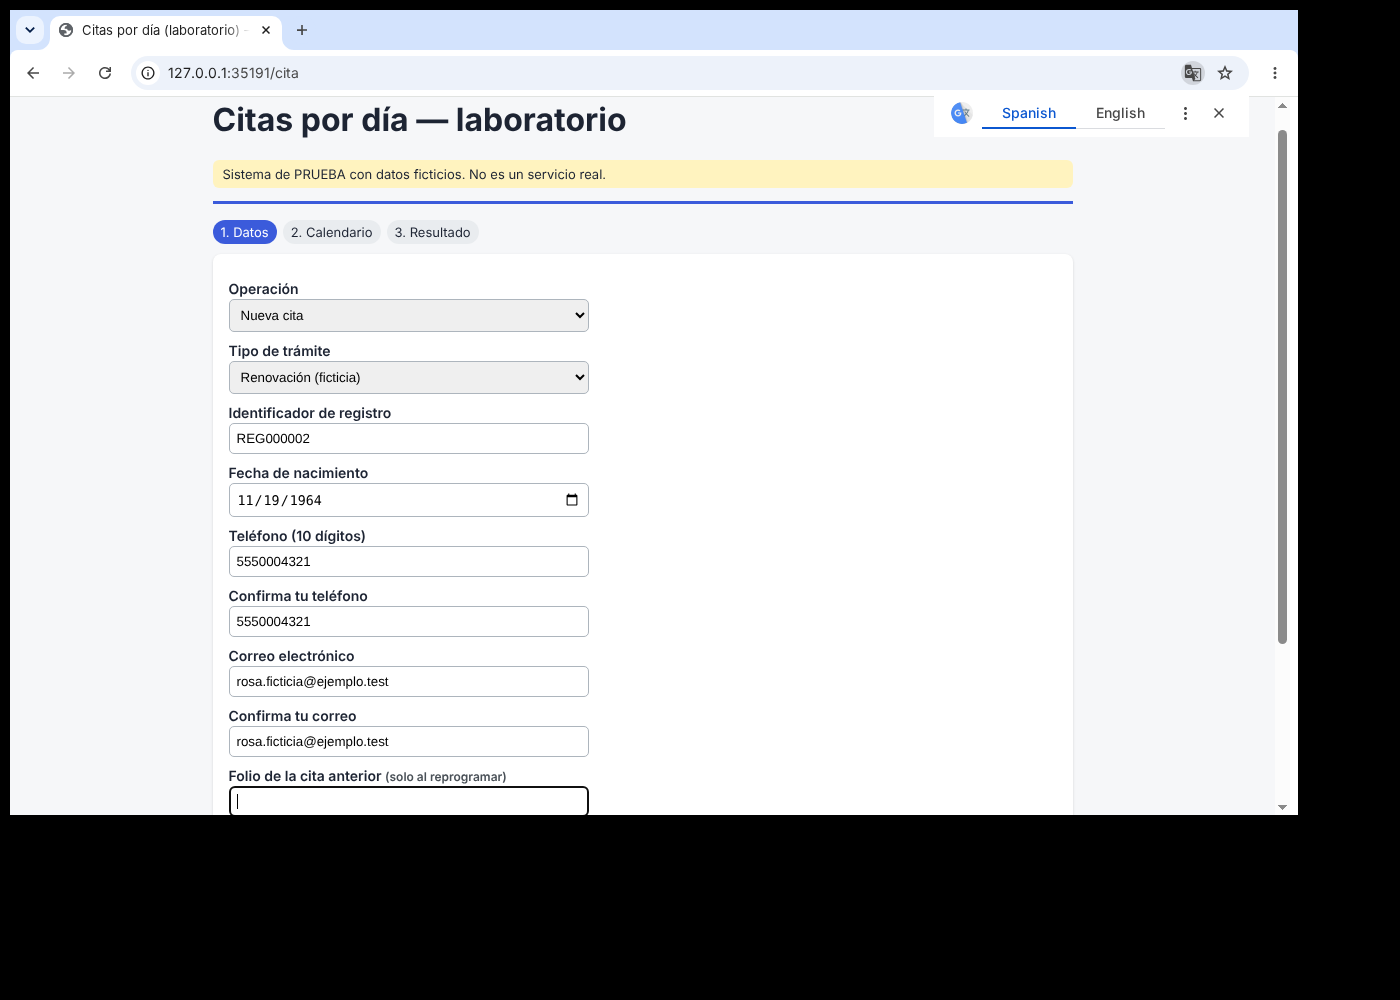 Citas por día (laboratorio) -
127.0.0.1:35191/cita
Spanish
English
Citas por día — laboratorio
Sistema de PRUEBA con datos ficticios. No es un servicio real.
1. Datos
2. Calendario
3. Resultado
Operación
Nueva cita
Tipo de trámite
Renovación (ficticia)
Identificador de registro
REG000002
Fecha de nacimiento
11/19/1964
Teléfono (10 dígitos)
5550004321
Confirma tu teléfono
5550004321
Correo electrónico
rosa.ficticia@ejemplo.test
Confirma tu correo
rosa.ficticia@ejemplo.test
Folio de la cita anterior (solo al reprogramar)